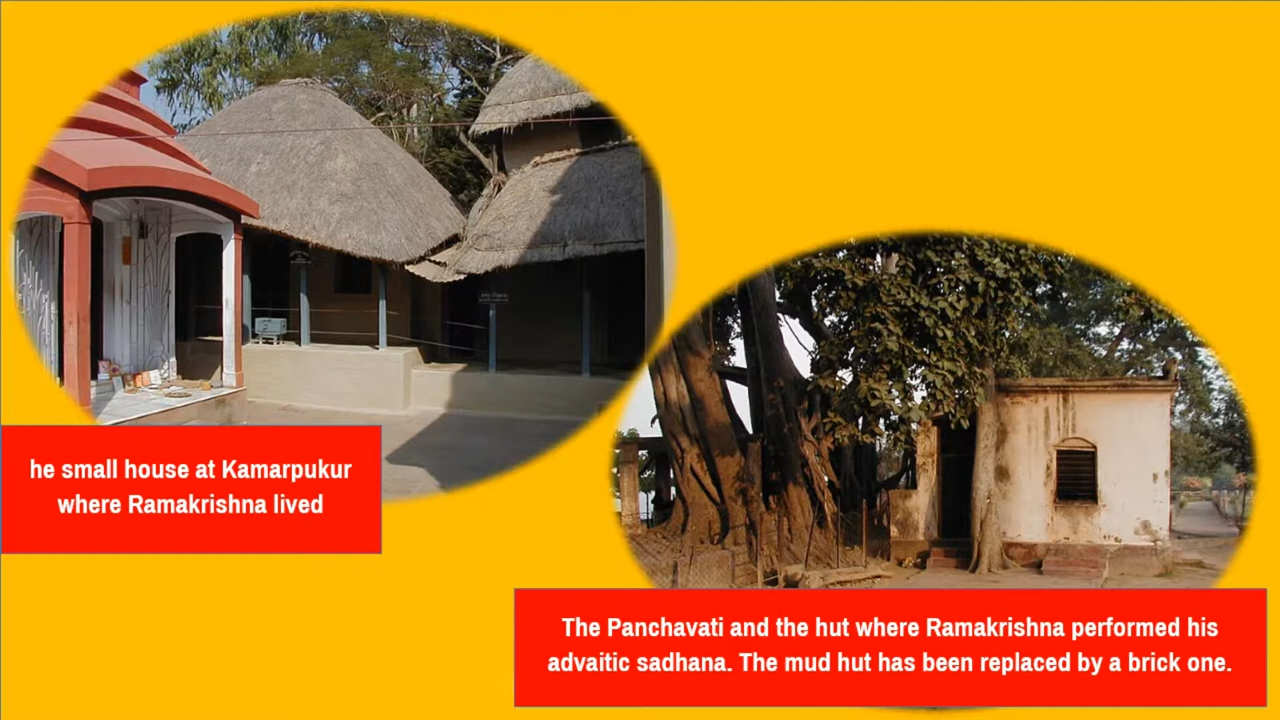 he small house at Kamarpukur
where Ramakrishna lived
The Panchavati and the hut where Ramakrishna performed his
advaitic sadhana. The mud hut has been replaced by a brick one.